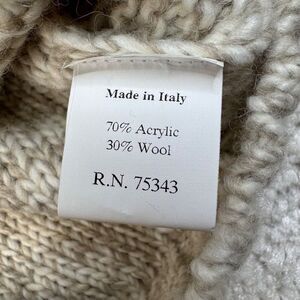 Made in Italy
70% Acrylic
30% Wool
R.N. 75343